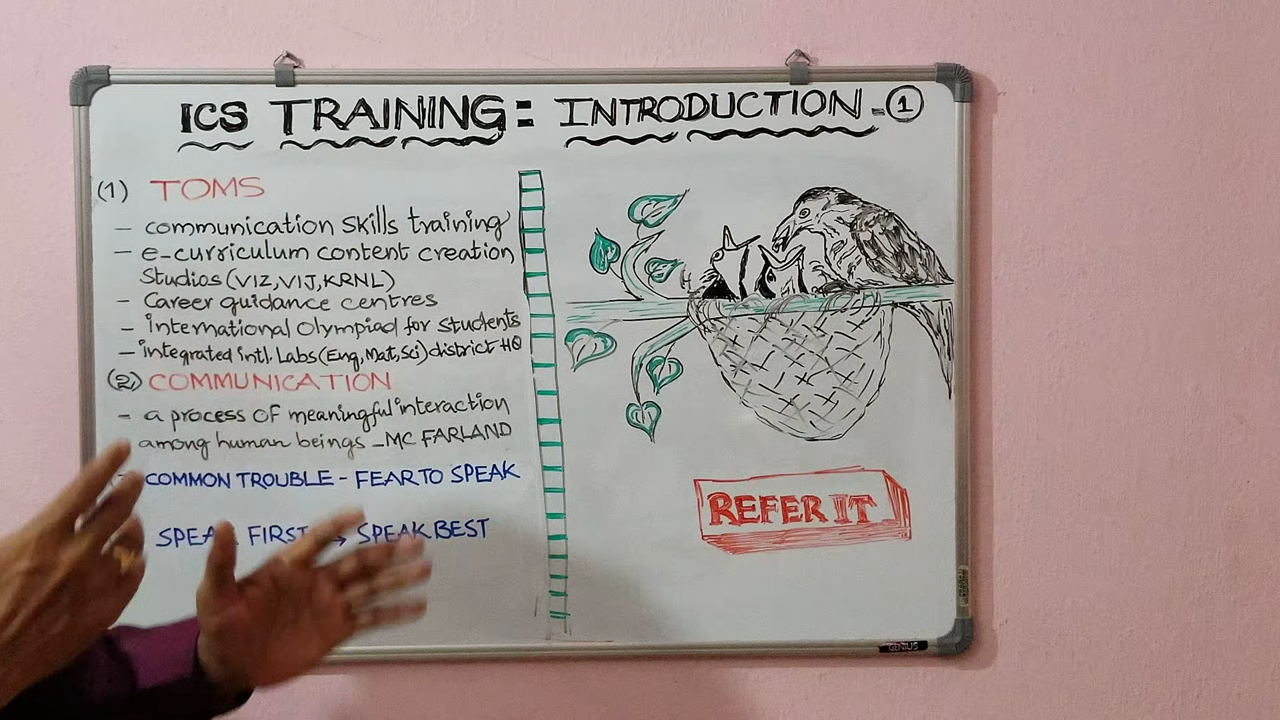 ICS TRAINING = INTRODUCTION - 1
(1) TOMS
- communication skills training
- e-curriculum content creation
Studios (VIZ, VIJ, KRNL)
- Career guidance centres
- International Olympiad for Students
- integrated intl. Labs (Eng, Mat, Sci) district HQ
(2) COMMUNICATION
- a process of meaningful interaction
among human beings - MC FARLAND
- COMMON TROUBLE - FEAR TO SPEAK
FIRST → SPEAK BEST
REFER IT
GENIUS